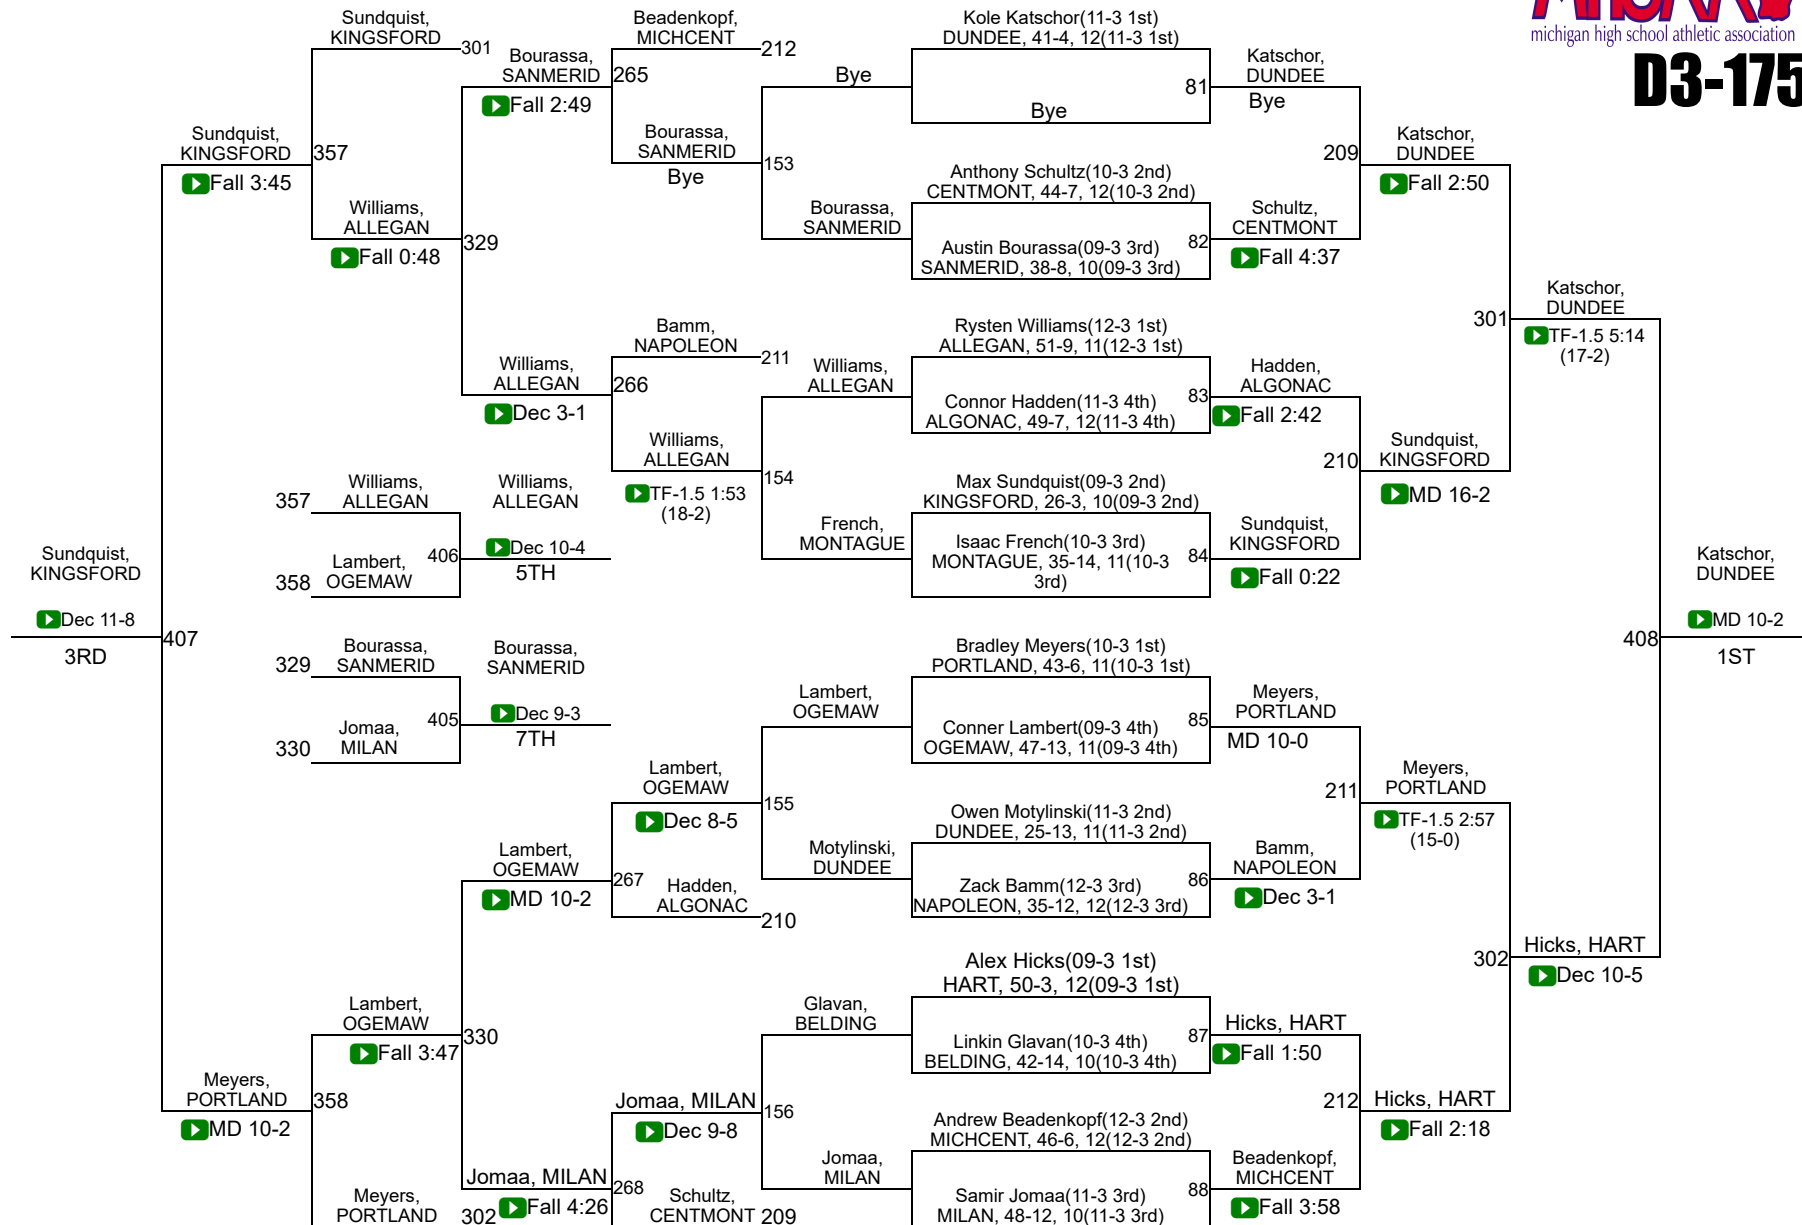 michigan high school athletic association
D3-175
Sundquist,
KINGSFORD
301
Bourassa,
SANMERID
Fall 2:49
Beadenkopf,
MICHCENT
212
265
Bourassa,
SANMERID
Bye
153
Bye
Bourassa,
SANMERID
Kole Katschor(11-3 1st)
DUNDEE, 41-4, 12(11-3 1st)
Bye
81
Katschor,
DUNDEE
Bye
Anthony Schultz(10-3 2nd)
CENTMONT, 44-7, 12(10-3 2nd)
Austin Bourassa(09-3 3rd)
SANMERID, 38-8, 10(09-3 3rd)
82
Schultz,
CENTMONT
Fall 4:37
209
Katschor,
DUNDEE
Fall 2:50
Sundquist,
KINGSFORD
Fall 3:45
357
Williams,
ALLEGAN
Fall 0:48
329
Williams,
ALLEGAN
Dec 3-1
Bamm,
NAPOLEON
211
266
Williams,
ALLEGAN
TF-1.5 1:53
(18-2)
154
Williams,
ALLEGAN
French,
MONTAGUE
Rysten Williams(12-3 1st)
ALLEGAN, 51-9, 11(12-3 1st)
Connor Hadden(11-3 4th)
ALGONAC, 49-7, 12(11-3 4th)
83
Hadden,
ALGONAC
Fall 2:42
Max Sundquist(09-3 2nd)
KINGSFORD, 26-3, 10(09-3 2nd)
Isaac French(10-3 3rd)
MONTAGUE, 35-14, 11(10-3
3rd)
84
Sundquist,
KINGSFORD
Fall 0:22
210
Sundquist,
KINGSFORD
MD 16-2
301
Katschor,
DUNDEE
TF-1.5 5:14
(17-2)
357
Williams,
ALLEGAN
358
Lambert,
OGEMAW
406
Williams,
ALLEGAN
Dec 10-4
5TH
Sundquist,
KINGSFORD
Dec 11-8
3RD
407
329
Bourassa,
SANMERID
330
Jomaa,
MILAN
405
Bourassa,
SANMERID
Dec 9-3
7TH
408
Katschor,
DUNDEE
MD 10-2
1ST
Lambert,
OGEMAW
Motylinski,
DUNDEE
Bradley Meyers(10-3 1st)
PORTLAND, 43-6, 11(10-3 1st)
Conner Lambert(09-3 4th)
OGEMAW, 47-13, 11(09-3 4th)
85
Meyers,
PORTLAND
MD 10-0
Owen Motylinski(11-3 2nd)
DUNDEE, 25-13, 11(11-3 2nd)
Zack Bamm(12-3 3rd)
NAPOLEON, 35-12, 12(12-3 3rd)
86
Bamm,
NAPOLEON
Dec 3-1
211
Meyers,
PORTLAND
TF-1.5 2:57
(15-0)
Lambert,
OGEMAW
Dec 8-5
155
Lambert,
OGEMAW
MD 10-2
267
Hadden,
ALGONAC
210
302
Hicks, HART
Dec 10-5
Lambert,
OGEMAW
Fall 3:47
330
Meyers,
PORTLAND
MD 10-2
358
Glavan,
BELDING
Jomaa, MILAN
Dec 9-8
156
Jomaa,
MILAN
Alex Hicks(09-3 1st)
HART, 50-3, 12(09-3 1st)
Linkin Glavan(10-3 4th)
BELDING, 42-14, 10(10-3 4th)
87
Hicks, HART
Fall 1:50
Andrew Beadenkopf(12-3 2nd)
MICHCENT, 46-6, 12(12-3 2nd)
Samir Jomaa(11-3 3rd)
MILAN, 48-12, 10(11-3 3rd)
88
Beadenkopf,
MICHCENT
Fall 3:58
212
Hicks, HART
Fall 2:18
Meyers,
PORTLAND
302
Jomaa, MILAN
Fall 4:26
268
Schultz,
CENTMONT
209